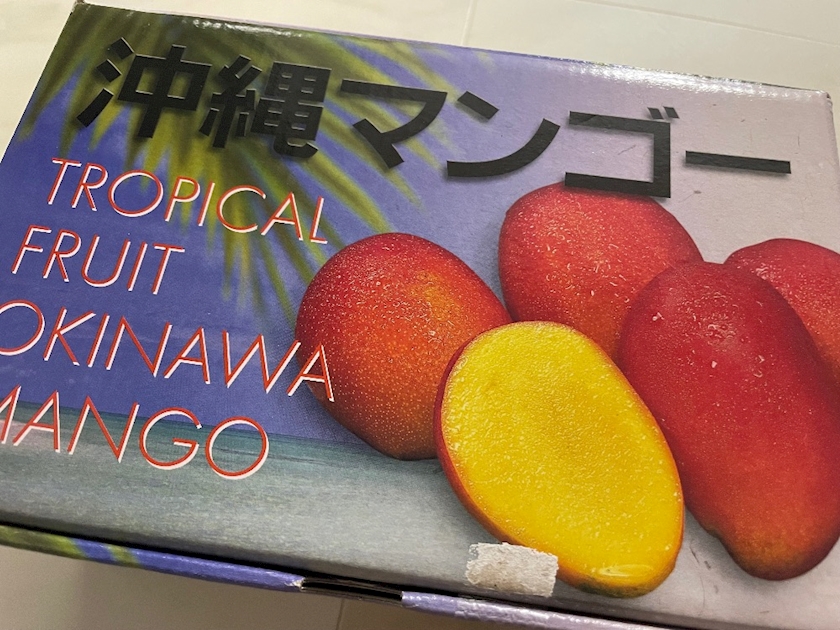 沖縄マンゴー
TROPICAL
FRUIT
OKINAWA
MANGO